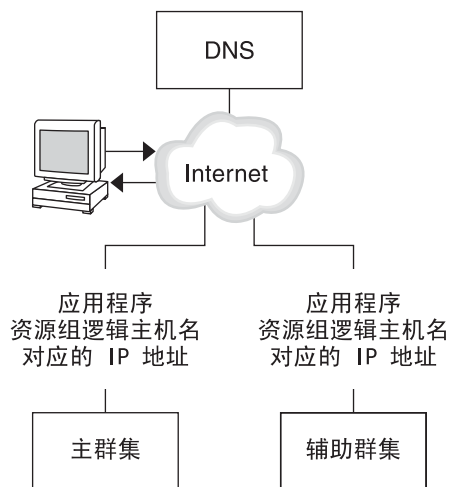 DNS
Internet
应用程序
资源组逻辑主机名
对应的 IP 地址
应用程序
资源组逻辑主机名
对应的 IP 地址
主群集
辅助群集